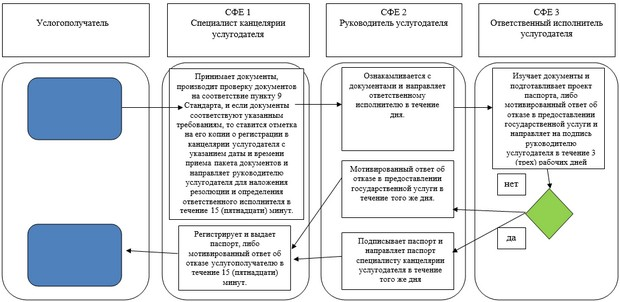 Услогополучатель
СФЕ 1
Специалист канцелярии
услугодателя
СФЕ 2
Руководитель услугодателя
СФЕ 3
Ответственный исполнитель
услугодателя
Принимает документы,
производит проверку документов
на соответствие пункту 9
Стандарта, и если документы
соответствуют указанным
требованиям, то ставится отметка
на его копии о регистрации в
канцелярии услугодателя с
указанием даты и времени
приема пакета документов и
направляет руководителю
услугодателя для наложения
резолюции и определения
ответственного исполнителя в
течение 15 (пятнадцати) минут.
Ознакамливается с
документами и направляет
ответственному
исполнителю в течение
дня.
Изучает документы и
подготавливает проект
паспорта, либо
мотивированный ответ об
отказе в предоставлении
государственной услуги и
направляет на подпись
руководителю
услугодателя в течение 3
(трех) рабочих дней
нет
Мотивированный ответ об
отказе в предоставлении
государственной услуги в
течение того же дня.
да
Подписывает паспорт и
направляет паспорт
специалисту канцелярии
услугодателя в течение
того же дня
Регистрирует и выдает
паспорт, либо
мотивированный ответ об
отказе услугополучателю в
течение 15 (пятнадцати)
минут.